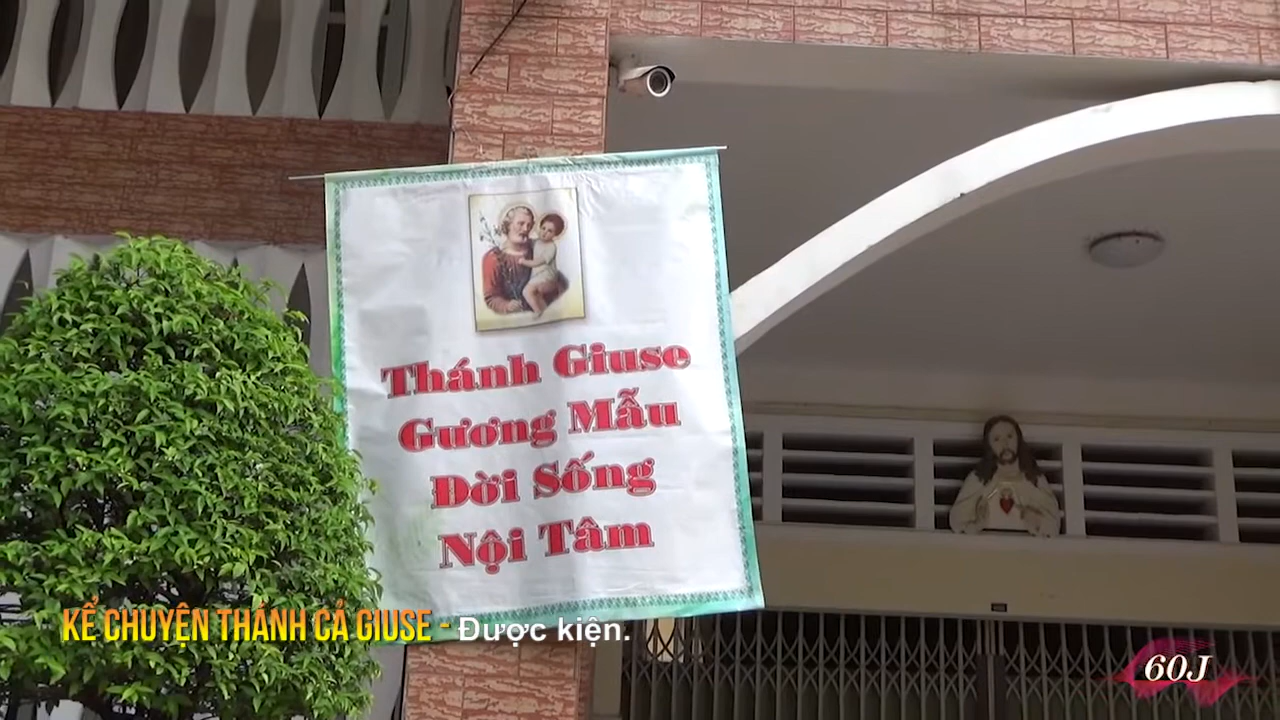 Thánh Giuse
Gương Mẫu
Đời Sống
Nội Tâm
KỂ CHUYỆN THÁNH CẢ GIUSE - Được kiện.
60J